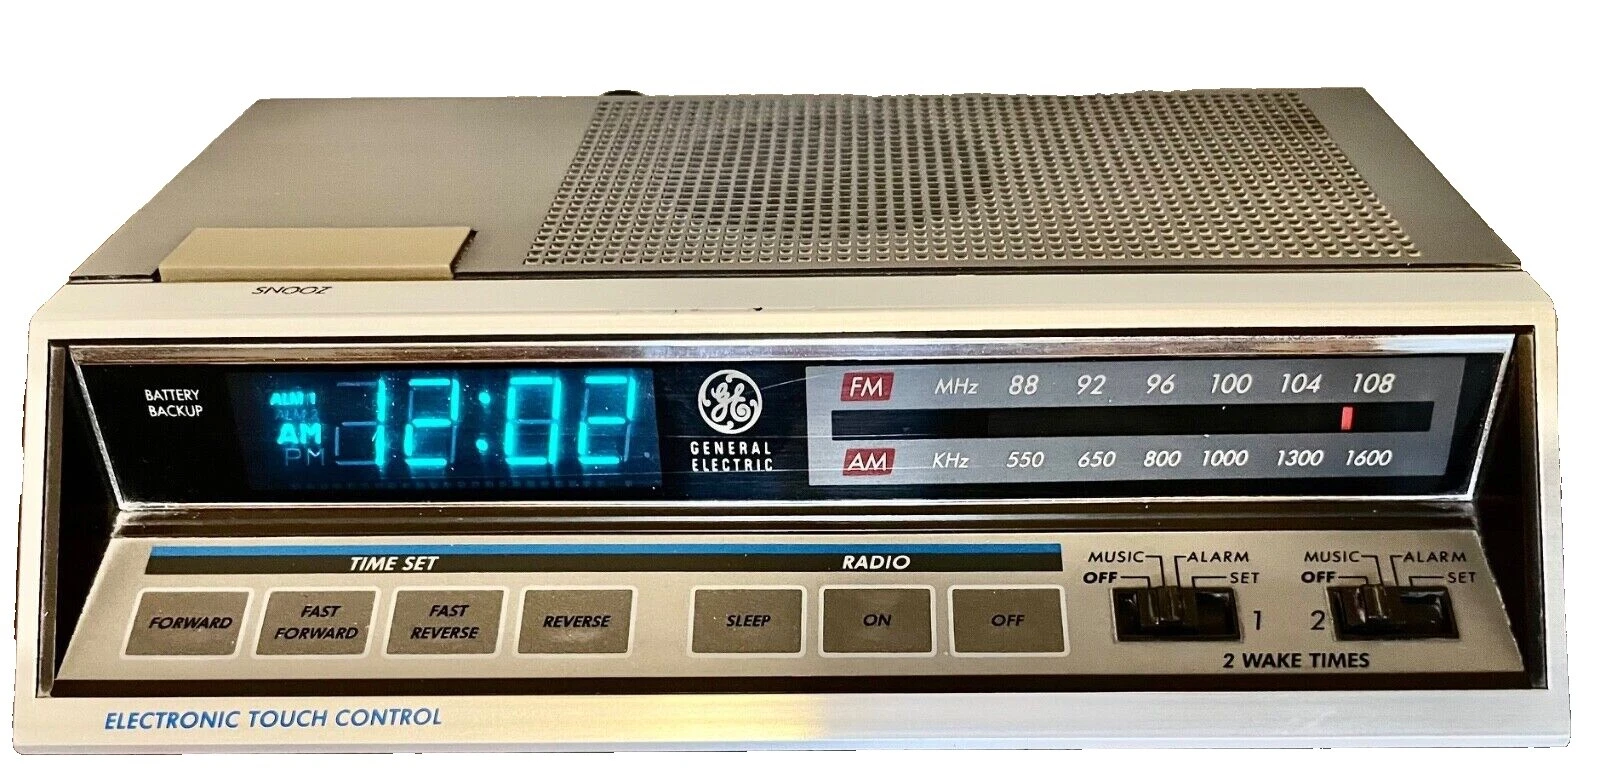 SNOOZ
BATTERY
BACKUP
ALM 1
ALM 2
AM
PM
12:02
GENERAL
ELECTRIC
FM MHz 88 92 96 100 104 108
AM KHz 550 650 800 1000 1300 1600
TIME SET
RADIO
FORWARD
FAST
FORWARD
FAST
REVERSE
REVERSE
SLEEP
ON
OFF
MUSIC ALARM
OFF SET
1
MUSIC ALARM
OFF SET
2
2 WAKE TIMES
ELECTRONIC TOUCH CONTROL